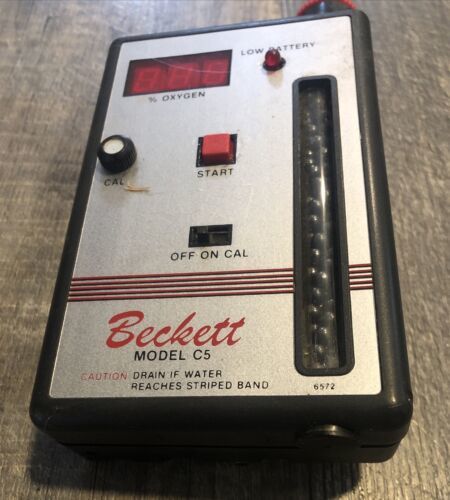 LOW BATTERY
% OXYGEN
CAL
START
OFF ON CAL
Beckett
MODEL C5
CAUTION DRAIN IF WATER
REACHES STRIPED BAND
6572